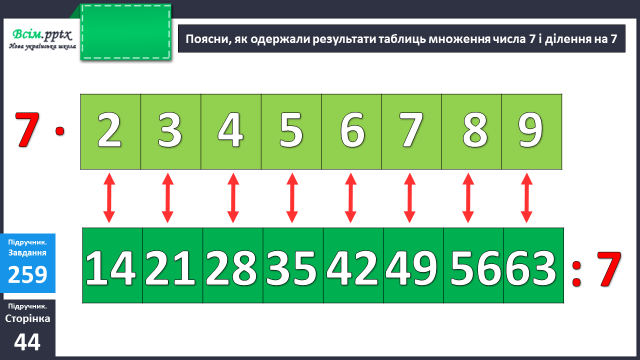 Всім.pptx
Нова українська школа
Поясни, як одержали результати таблиць множення числа 7 і ділення на 7
7 · 2 3 4 5 6 7 8 9
14 21 28 35 42 49 56 63 : 7
Підручник.
Завдання
259
Підручник.
Сторінка
44